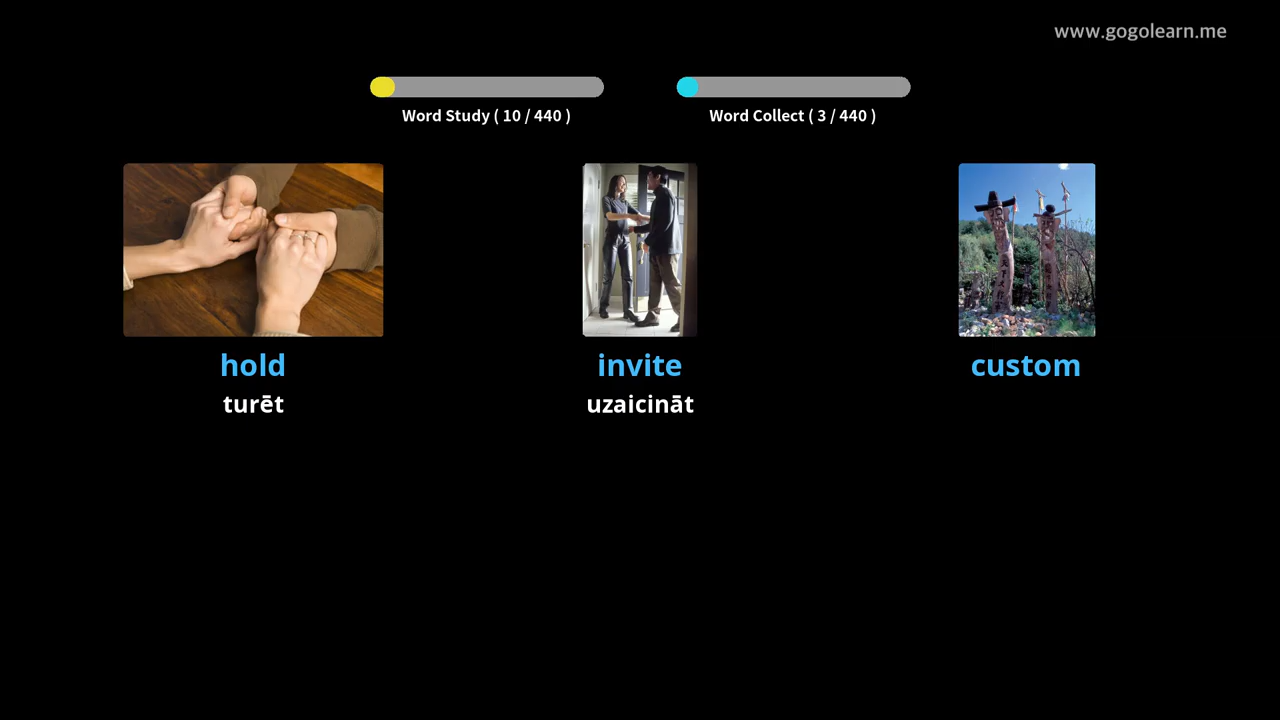 www.gogolearn.me
Word Study ( 10 / 440 )
Word Collect ( 3 / 440 )
hold
turēt
invite
uzaicināt
custom